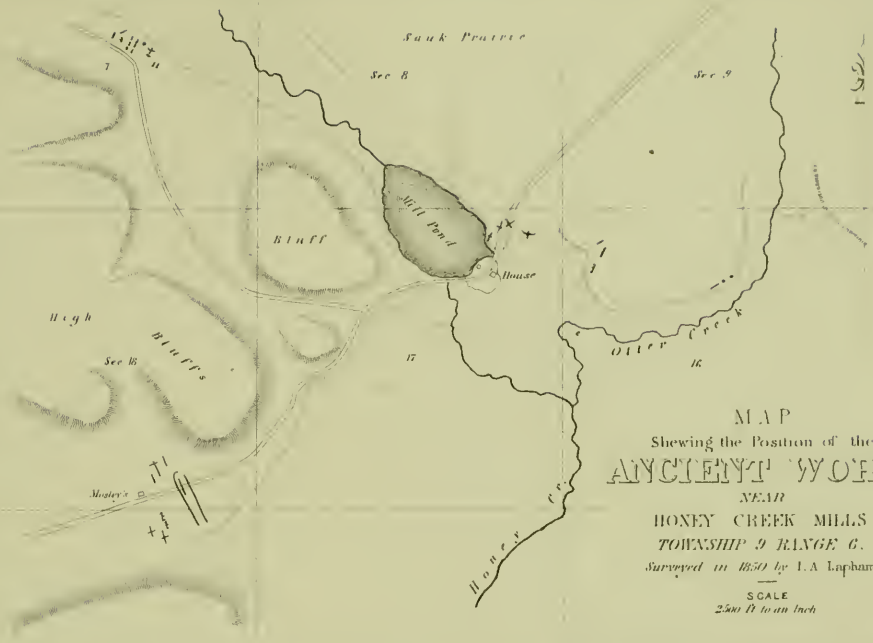 Sauk Prairie
7
Sec 8
Sec 9
Mill Pond
Bluff
House
High
Bluffs
Sec 18
17
Otter Creek
16
Mosley's
Honey Cr.
MAP
Shewing the Position of the
ANCIENT WOR
NEAR
HONEY CREEK MILLS
TOWNSHIP 9 RANGE 6.
Surveyed in 1850 by I.A Lapham
SCALE
2500 ft to an Inch